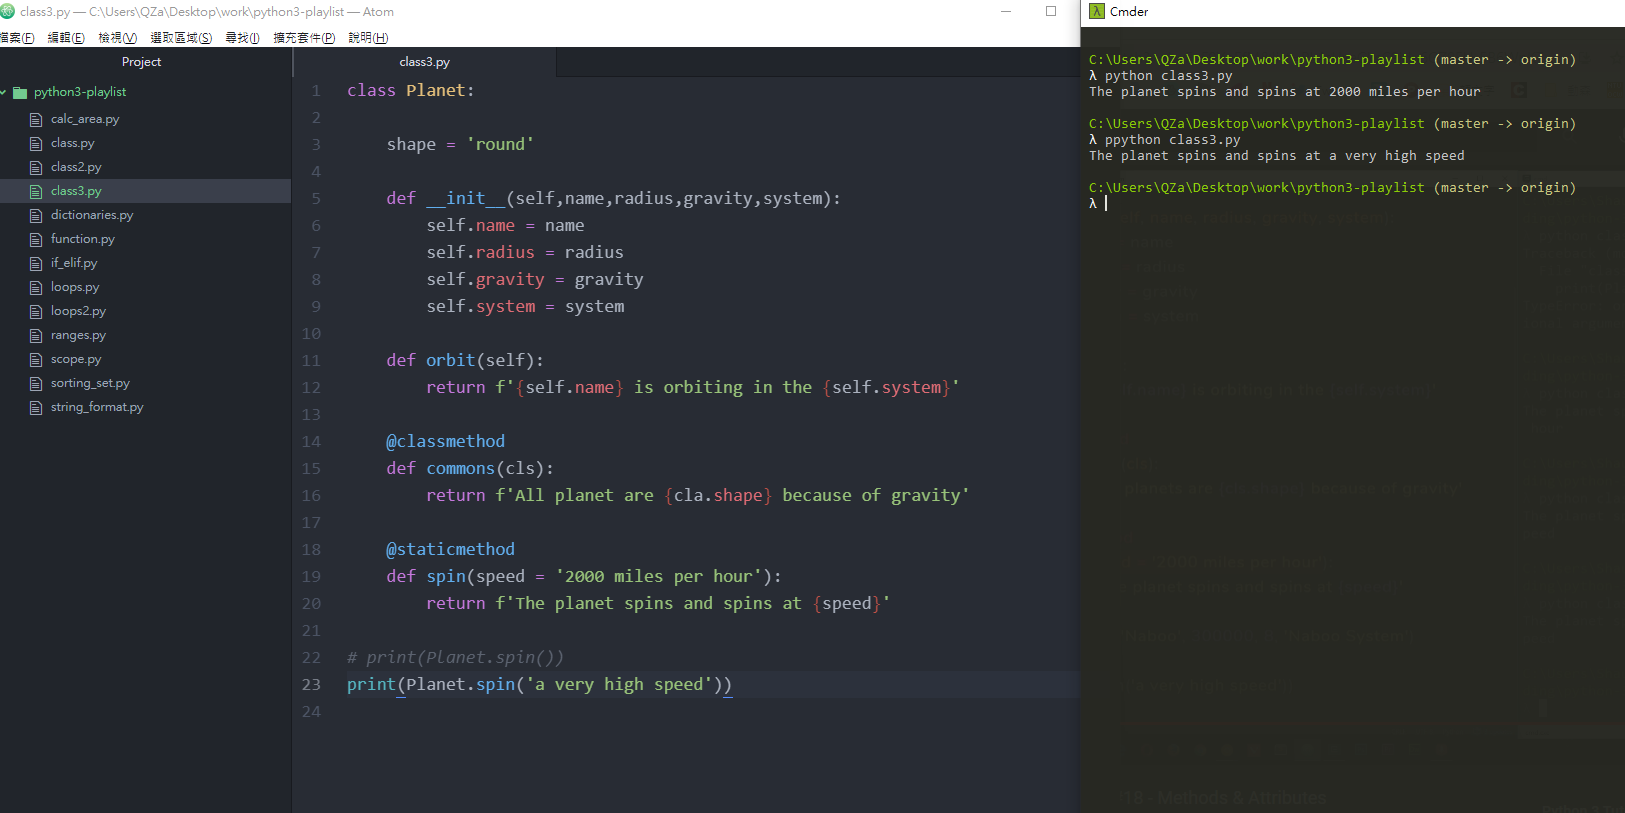 class3.py — C:\Users\QZa\Desktop\work\python3-playlist — Atom
檔案(F) 編輯(E) 檢視(V) 選取區域(S) 尋找(I) 擴充套件(P) 說明(H)
Project
python3-playlist
calc_area.py
class.py
class2.py
class3.py
dictionaries.py
function.py
if_elif.py
loops.py
loops2.py
ranges.py
scope.py
sorting_set.py
string_format.py
class3.py
1 class Planet:
2
3 shape = 'round'
4
5 def __init__(self,name,radius,gravity,system):
6 self.name = name
7 self.radius = radius
8 self.gravity = gravity
9 self.system = system
10
11 def orbit(self):
12 return f'{self.name} is orbiting in the {self.system}'
13
14 @classmethod
15 def commons(cls):
16 return f'All planet are {cla.shape} because of gravity'
17
18 @staticmethod
19 def spin(speed = '2000 miles per hour'):
20 return f'The planet spins and spins at {speed}'
21
22 # print(Planet.spin())
23 print(Planet.spin('a very high speed'))
24
λ Cmder
C:\Users\QZa\Desktop\work\python3-playlist (master -> origin)
λ python class3.py
The planet spins and spins at 2000 miles per hour
C:\Users\QZa\Desktop\work\python3-playlist (master -> origin)
λ ppython class3.py
The planet spins and spins at a very high speed
C:\Users\QZa\Desktop\work\python3-playlist (master -> origin)
λ
18 - Methods & Attributes